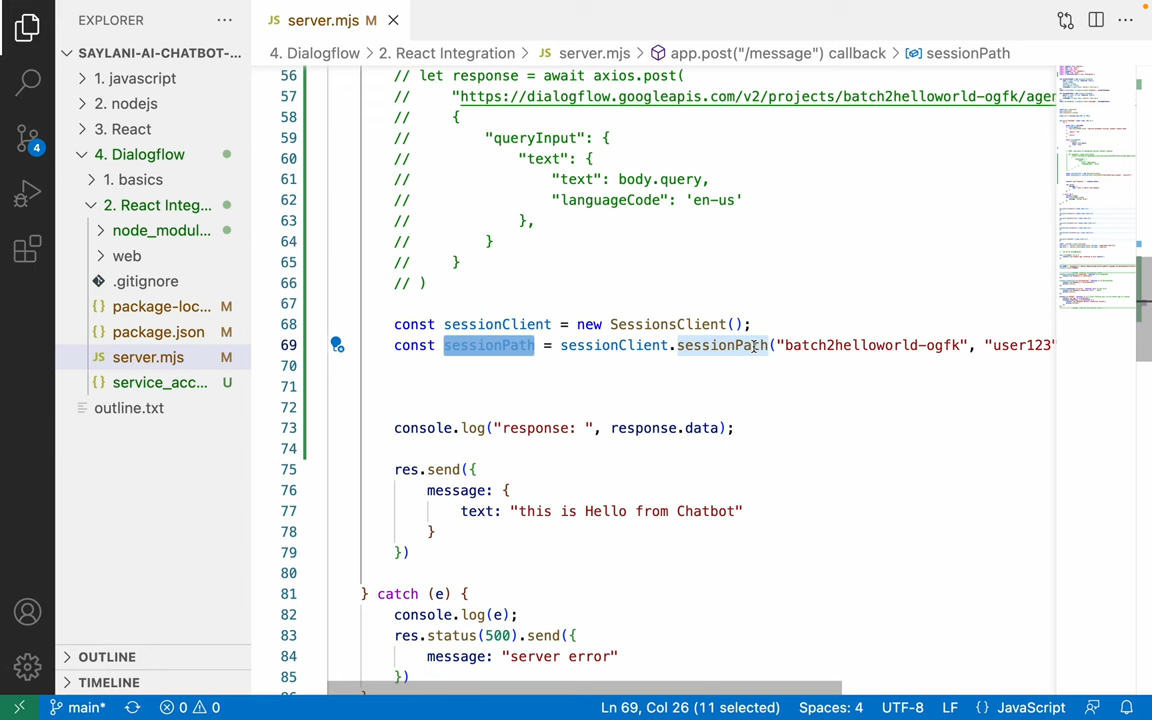 EXPLORER
SAYLANI-AI-CHATBOT-...
1. javascript
2. nodejs
3. React
4. Dialogflow
1. basics
2. React Integ...
node_modul...
web
.gitignore
package-loc... M
package.json M
server.mjs M
service_acc... U
outline.txt
OUTLINE
TIMELINE
4
JS server.mjs M
4. Dialogflow > 2. React Integration > JS server.mjs > app.post("/message") callback > sessionPath
56 // let response = await axios.post(
57 // "https://dialogflow.googleapis.com/v2/projects/batch2helloworld-ogfk/agen
58 // {
59 // "queryInput": {
60 // "text": {
61 // "text": body.query,
62 // "languageCode": 'en-us'
63 // },
64 // }
65 // }
66 // )
67
68 const sessionClient = new SessionsClient();
69 const sessionPath = sessionClient.sessionPath("batch2helloworld-ogfk", "user123"
70
71
72
73 console.log("response: ", response.data);
74
75 res.send({
76 message: {
77 text: "this is Hello from Chatbot"
78 }
79 })
80
81 } catch (e) {
82 console.log(e);
83 res.status(500).send({
84 message: "server error"
85 })
main* 0 0 Ln 69, Col 26 (11 selected) Spaces: 4 UTF-8 LF {} JavaScript